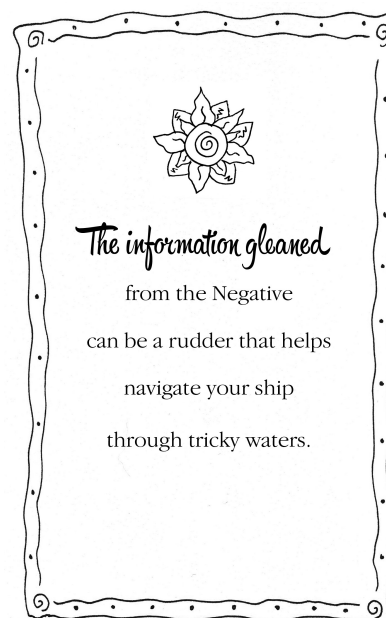 The information gleaned
from the Negative
can be a rudder that helps
navigate your ship
through tricky waters.